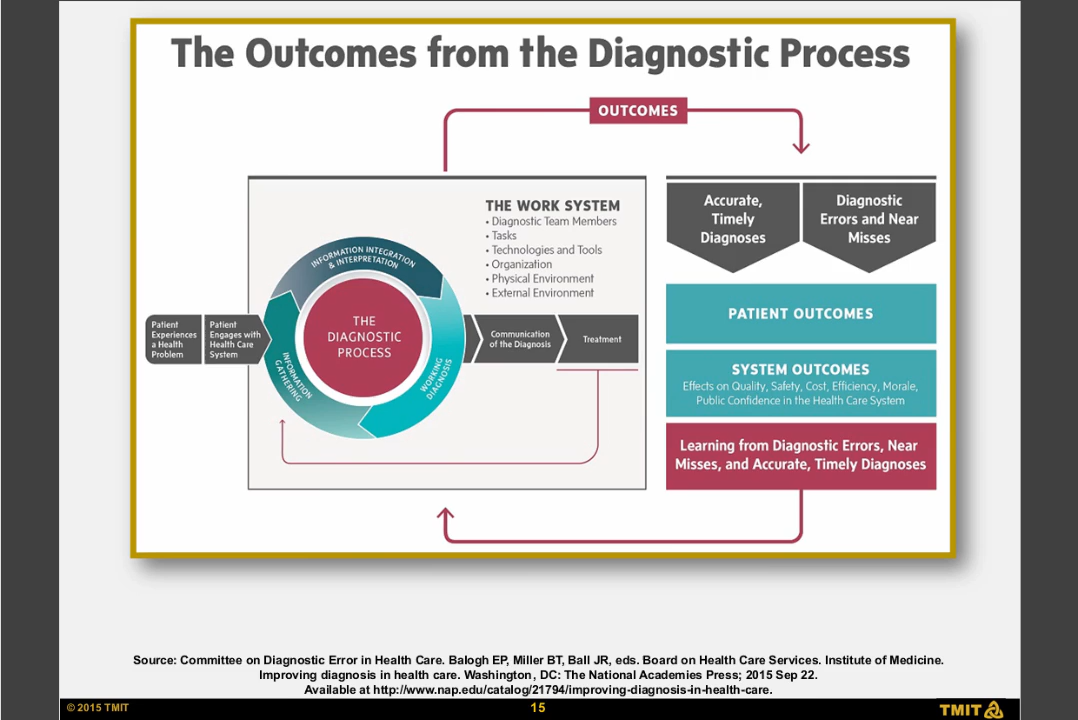 The Outcomes from the Diagnostic Process
OUTCOMES
THE WORK SYSTEM
• Diagnostic Team Members
• Tasks
• Technologies and Tools
• Organization
• Physical Environment
• External Environment
Patient
Experiences
a Health
Problem
Patient
Engages with
Health Care
System
INFORMATION INTEGRATION
& INTERPRETATION
THE
DIAGNOSTIC
PROCESS
INFORMATION
GATHERING
WORKING
DIAGNOSIS
Communication
of the Diagnosis
Treatment
Accurate,
Timely
Diagnoses
Diagnostic
Errors and Near
Misses
PATIENT OUTCOMES
SYSTEM OUTCOMES
Effects on Quality, Safety, Cost, Efficiency, Morale,
Public Confidence in the Health Care System
Learning from Diagnostic Errors, Near
Misses, and Accurate, Timely Diagnoses
Source: Committee on Diagnostic Error in Health Care. Balogh EP, Miller BT, Ball JR, eds. Board on Health Care Services. Institute of Medicine.
Improving diagnosis in health care. Washington, DC: The National Academies Press; 2015 Sep 22.
Available at http://www.nap.edu/catalog/21794/improving-diagnosis-in-health-care.
© 2015 TMIT
15
TMIT